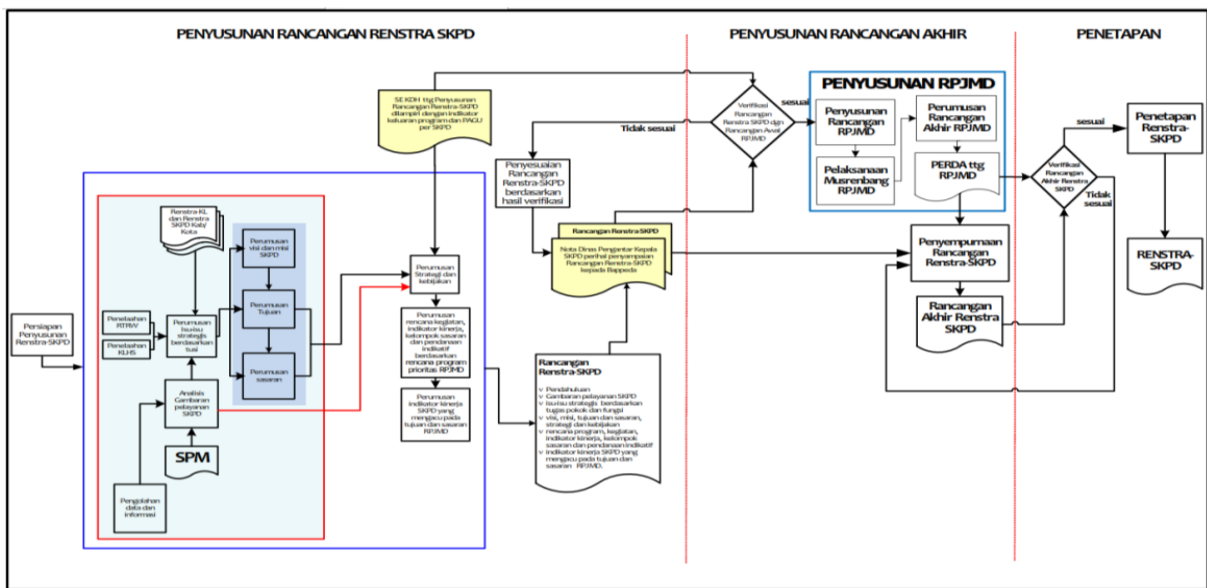 PENYUSUNAN RANCANGAN RENSTRA SKPD
PENYUSUNAN RANCANGAN AKHIR
PENETAPAN
SE KDH ttg Penyusunan
Rancangan Renstra-SKPD
dilampiri dengan indikator
keluaran program dan PAGU
per SKPD
Tidak sesuai
Verifikasi
Rancangan
Renstra SKPD dgn
Rancangan Awal
RPJMD
sesuai
PENYUSUNAN RPJMD
Penyusunan
Rancangan
RPJMD
Perumusan
Rancangan
Akhir RPJMD
Pelaksanaan
Musrenbang
RPJMD
PERDA ttg
RPJMD
sesuai
Verifikasi
Rancangan
Akhir Renstra
SKPD
Tidak
sesuai
Penetapan
Renstra-
SKPD
RENSTRA-
SKPD
Penyesuaian
Rancangan
Renstra-SKPD
berdasarkan
hasil verifikasi
Rancangan Renstra-SKPD
Nota Dinas Pengantar Kepala
SKPD perihal penyampaian
Rancangan Renstra-SKPD
kepada Bappeda
Penyempurnaan
Rancangan
Renstra-SKPD
Rancangan
Akhir Renstra
SKPD
Persiapan
Penyusunan
Renstra-SKPD
Renstra-KL
dan Renstra
SKPD Kab/
Kota
Perumusan
visi dan misi
SKPD
Perumusan
Tujuan
Perumusan
sasaran
Penelaahan
RTRW
Penelaahan
KLHS
Perumusan
Isu-isu
strategis
berdasarkan
tusi
Analisis
Gambaran
pelayanan
SKPD
SPM
Pengolahan
data dan
informasi
Perumusan
Strategi dan
kebijakan
Perumusan
rencana kegiatan,
indikator kinerja,
kelompok sasaran
dan pendanaan
indikatif
berdasarkan
rencana program
prioritas RPJMD
Perumusan
indikator kinerja
SKPD yang
mengacu pada
tujuan dan
sasaran
RPJMD
Rancangan
Renstra-SKPD
v Pendahuluan
v Gambaran pelayanan SKPD
v isu-isu strategis berdasarkan
tugas pokok dan fungsi
v visi, misi, tujuan dan sasaran,
strategi dan kebijakan
v rencana program, kegiatan,
indikator kinerja, kelompok
sasaran dan pendanaan indikatif
v indikator kinerja SKPD yang
mengacu pada tujuan dan
sasaran RPJMD.